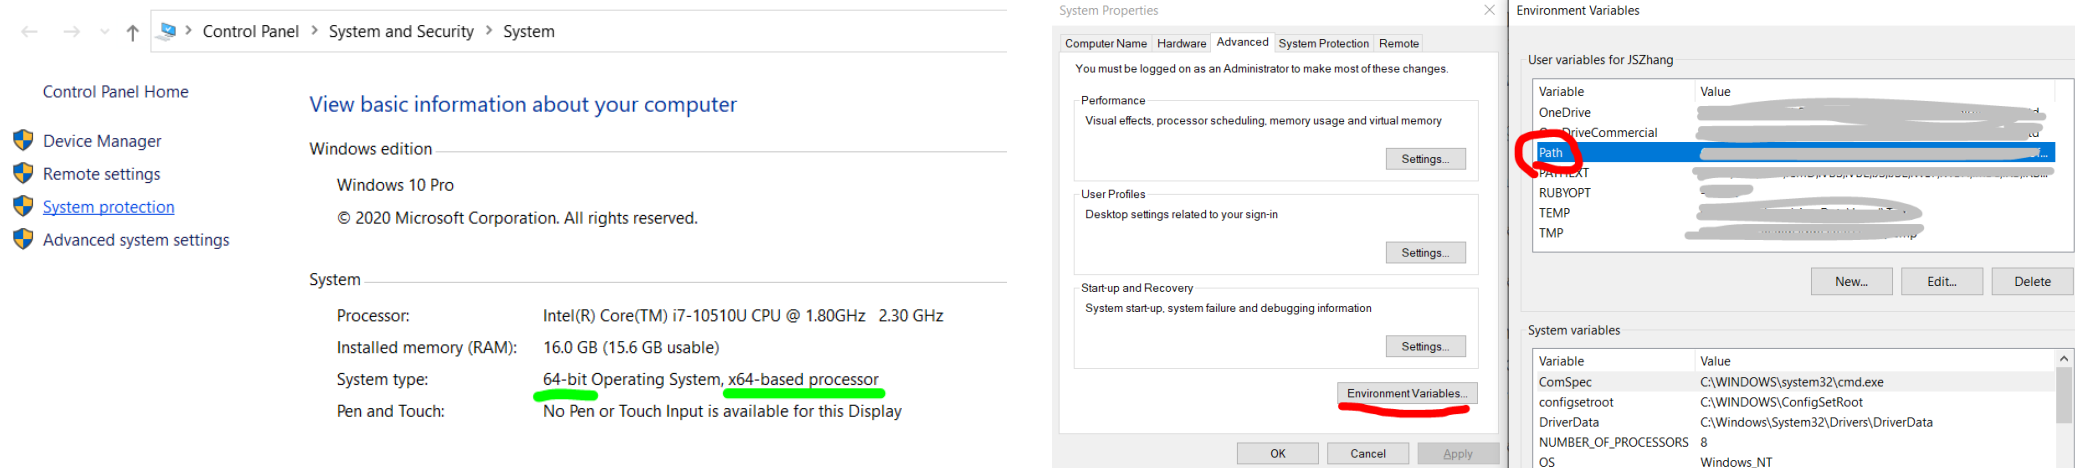 Control Panel > System and Security > System
Control Panel Home
Device Manager
Remote settings
System protection
Advanced system settings
View basic information about your computer
Windows edition
Windows 10 Pro
© 2020 Microsoft Corporation. All rights reserved.
System
Processor: Intel(R) Core(TM) i7-10510U CPU @ 1.80GHz 2.30 GHz
Installed memory (RAM): 16.0 GB (15.6 GB usable)
System type: 64-bit Operating System, x64-based processor
Pen and Touch: No Pen or Touch Input is available for this Display
System Properties
Computer Name Hardware Advanced System Protection Remote
You must be logged on as an Administrator to make most of these changes.
Performance
Visual effects, processor scheduling, memory usage and virtual memory
Settings...
User Profiles
Desktop settings related to your sign-in
Settings...
Start-up and Recovery
System start-up, system failure and debugging information
Settings...
Environment Variables...
OK Cancel Apply
Environment Variables
User variables for JSZhang
Variable Value
OneDrive
OneDriveCommercial
Path
PATHEXT
RUBYOPT
TEMP
TMP
New... Edit... Delete
System variables
Variable Value
ComSpec C:\WINDOWS\system32\cmd.exe
configsetroot C:\WINDOWS\ConfigSetRoot
DriverData C:\Windows\System32\Drivers\DriverData
NUMBER_OF_PROCESSORS 8
OS Windows_NT